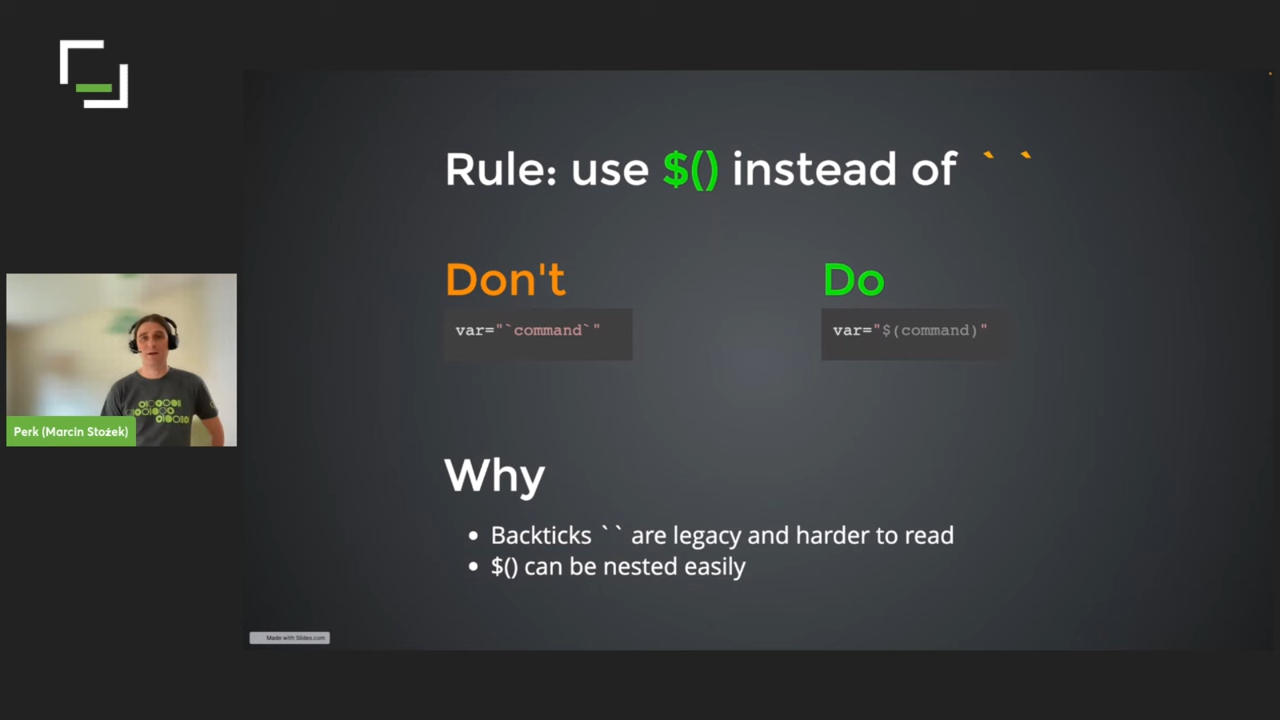 Rule: use $() instead of ` `
Don't
Do
var="`command`"
var="$(command)"
Perk (Marcin Stożek)
Why
Backticks `` are legacy and harder to read
$() can be nested easily
Made with Slides.com